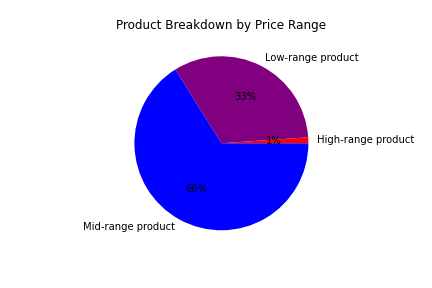 Product Breakdown by Price Range
Low-range product
33%
1%
High-range product
66%
Mid-range product